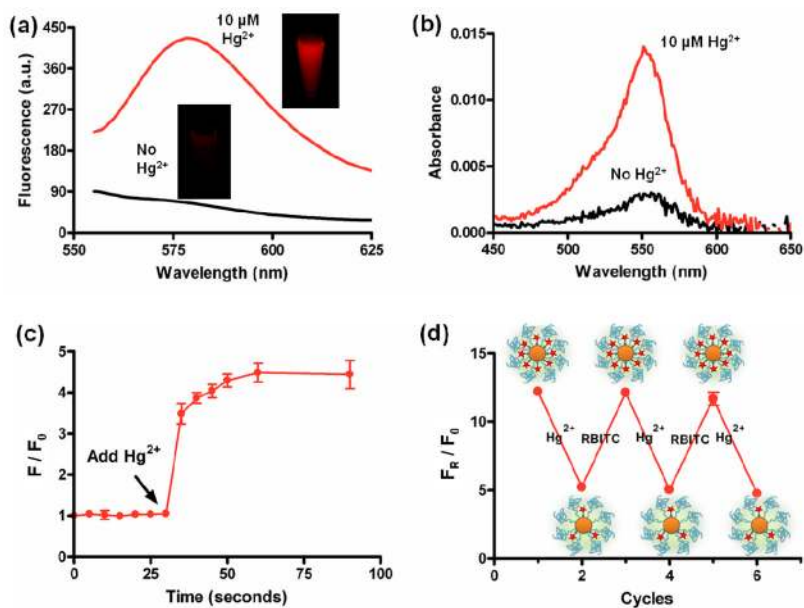 (a)
10 µM
Hg²⁺
No
Hg²⁺
Fluorescence (a.u.)
450
360
270
180
90
0
550
575
600
625
Wavelength (nm)
(b)
10 µM Hg²⁺
No Hg²⁺
Absorbance
0.015
0.010
0.005
0.000
450
500
550
600
650
Wavelength (nm)
(c)
Add Hg²⁺
F / F₀
5
4
3
2
1
0
0
25
50
75
100
Time (seconds)
(d)
Hg²⁺ RBITC Hg²⁺ RBITC Hg²⁺
F_R / F₀
15
10
5
0
0
2
4
6
Cycles